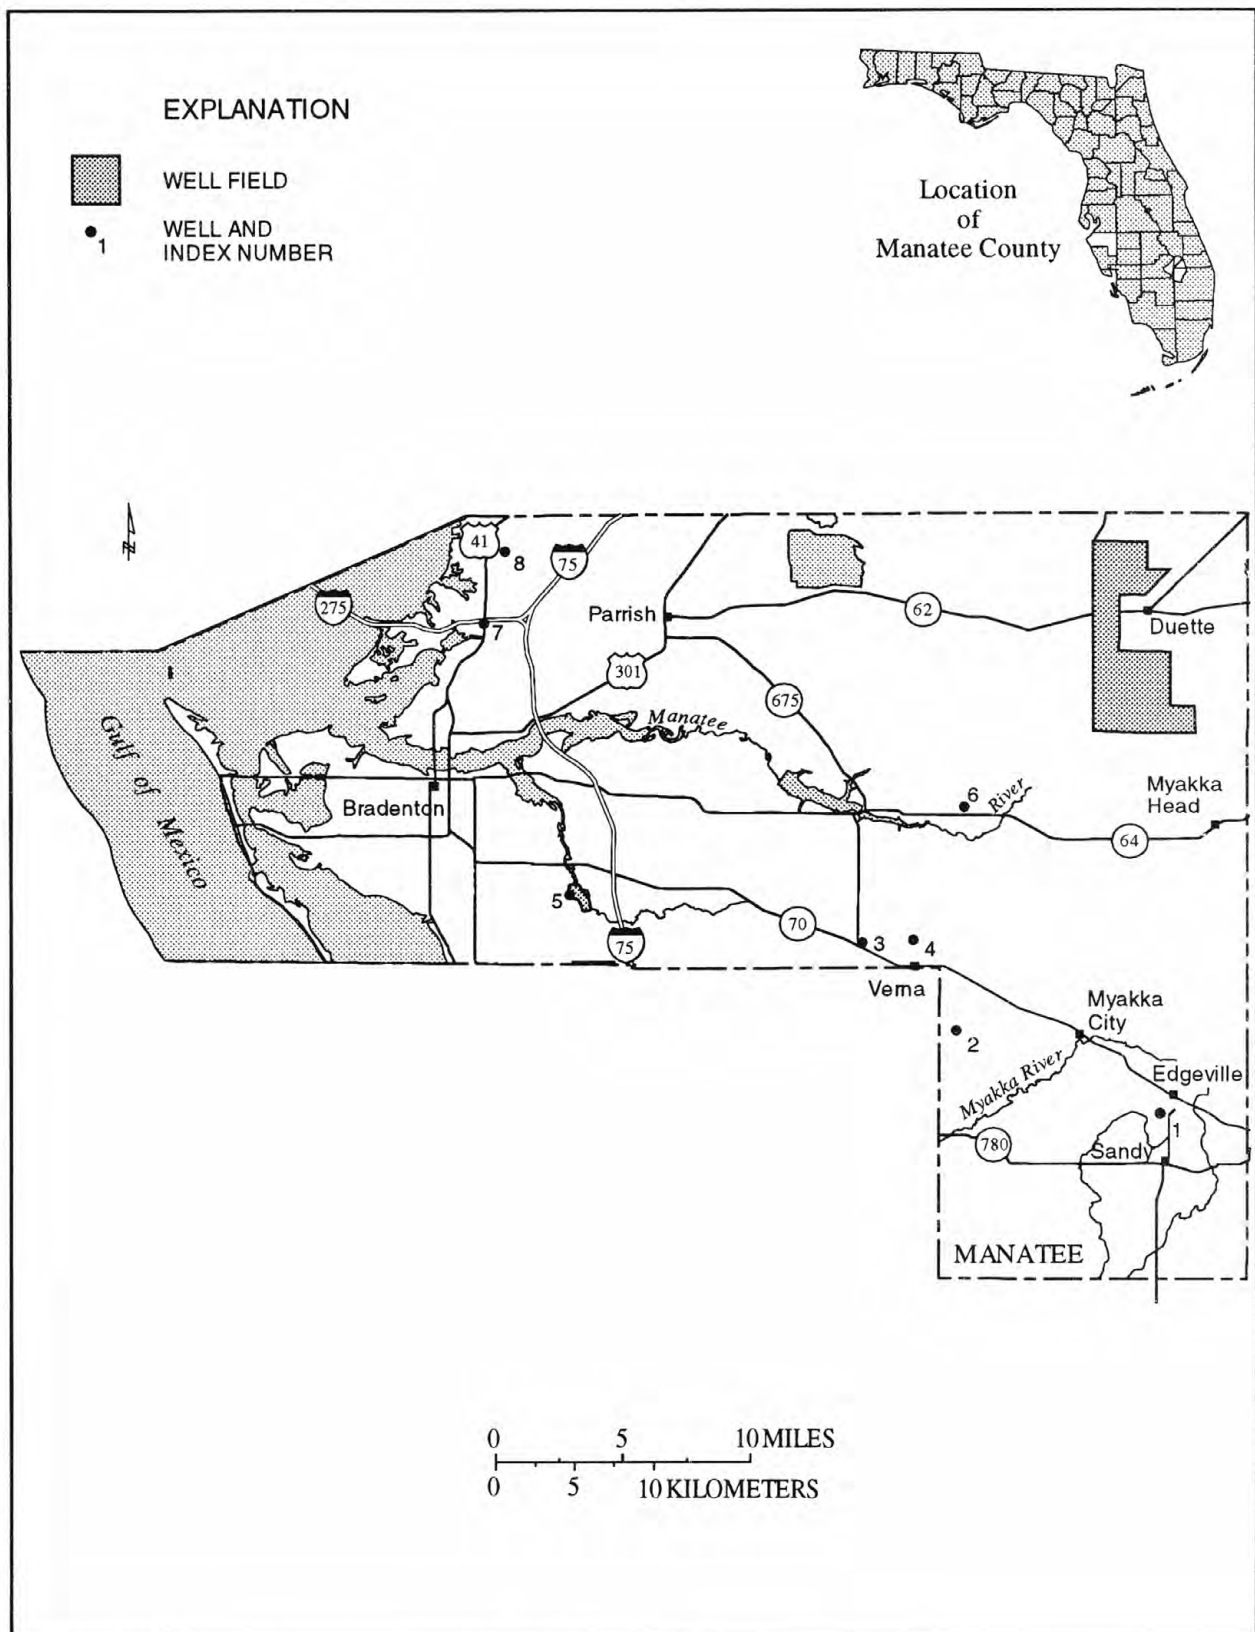 EXPLANATION
WELL FIELD
1
WELL AND
INDEX NUMBER
Location
of
Manatee County
N
41
8
75
275
7
Parrish
62
Duette
301
675
Manatee
Gulf of
Mexico
Bradenton
6
River
Myakka
Head
64
5
70
75
3
4
Verna
Myakka
City
2
Myakka River
Edgeville
1
780
Sandy
MANATEE
0 5 10 MILES
0 5 10 KILOMETERS